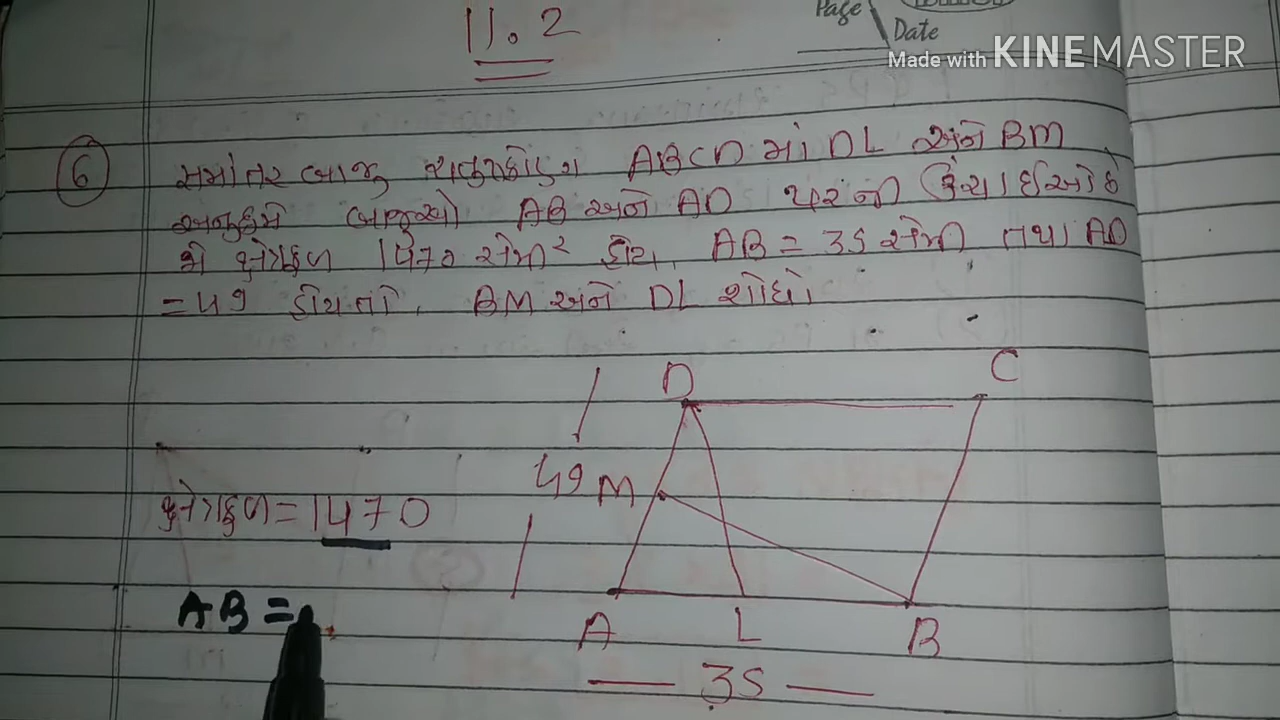 11.2
Page
Date
Made with KINEMASTER
6 સમાંતર બાજુ ચતુષ્કોણ ABCD માં DL અને BM
અનુક્રમે બાજુઓ AB અને AD પરની ઊંચાઈઓ છે
જો ક્ષેત્રફળ 1470 સેમી² હોય, AB = 35 સેમી તથા AD
= 49 હોય તો, BM અને DL શોધો.
D
C
49 M
ક્ષેત્રફળ = 1470
AB =
A L B
35